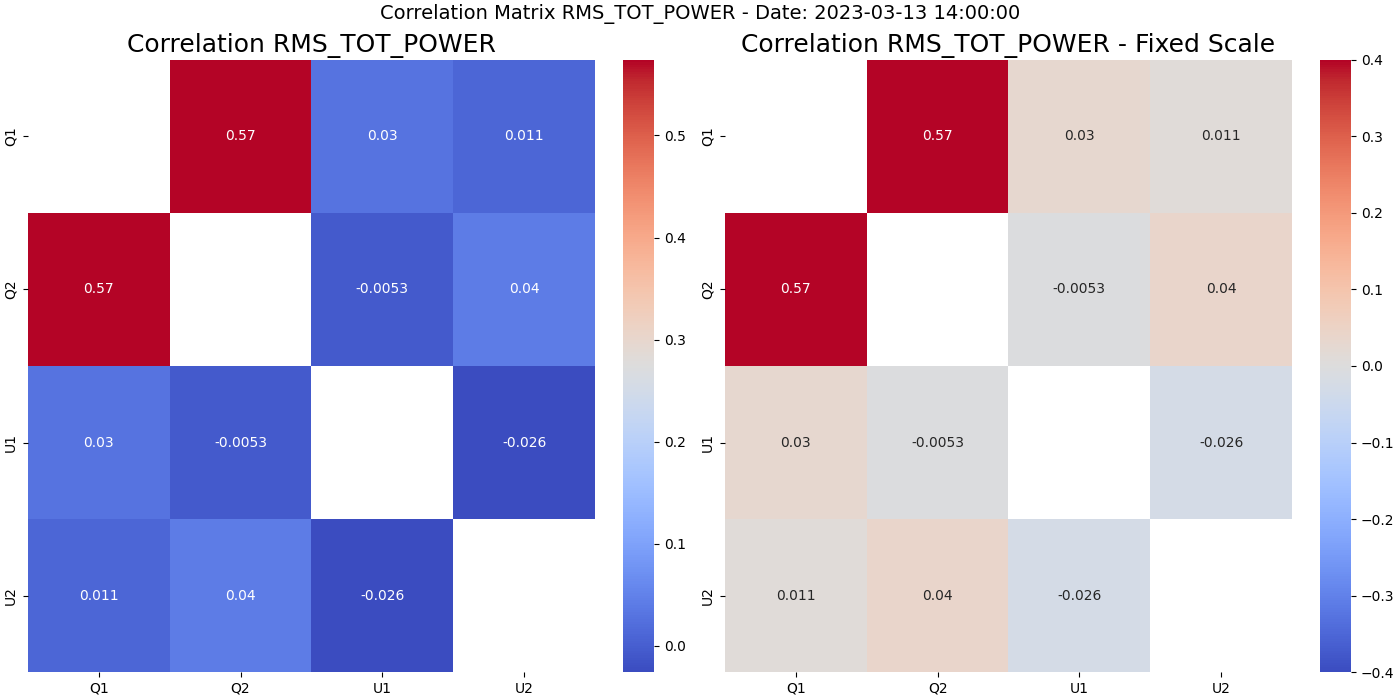 Correlation Matrix RMS_TOT_POWER - Date: 2023-03-13 14:00:00
Correlation RMS_TOT_POWER
Q1
0.57
0.03
0.011
Q2
0.57
-0.0053
0.04
U1
0.03
-0.0053
-0.026
U2
0.011
0.04
-0.026
Q1
Q2
U1
U2
0.5
0.4
0.3
0.2
0.1
0.0
Correlation RMS_TOT_POWER - Fixed Scale
Q1
0.57
0.03
0.011
Q2
0.57
-0.0053
0.04
U1
0.03
-0.0053
-0.026
U2
0.011
0.04
-0.026
Q1
Q2
U1
U2
0.4
0.3
0.2
0.1
0.0
−0.1
−0.2
−0.3
−0.4